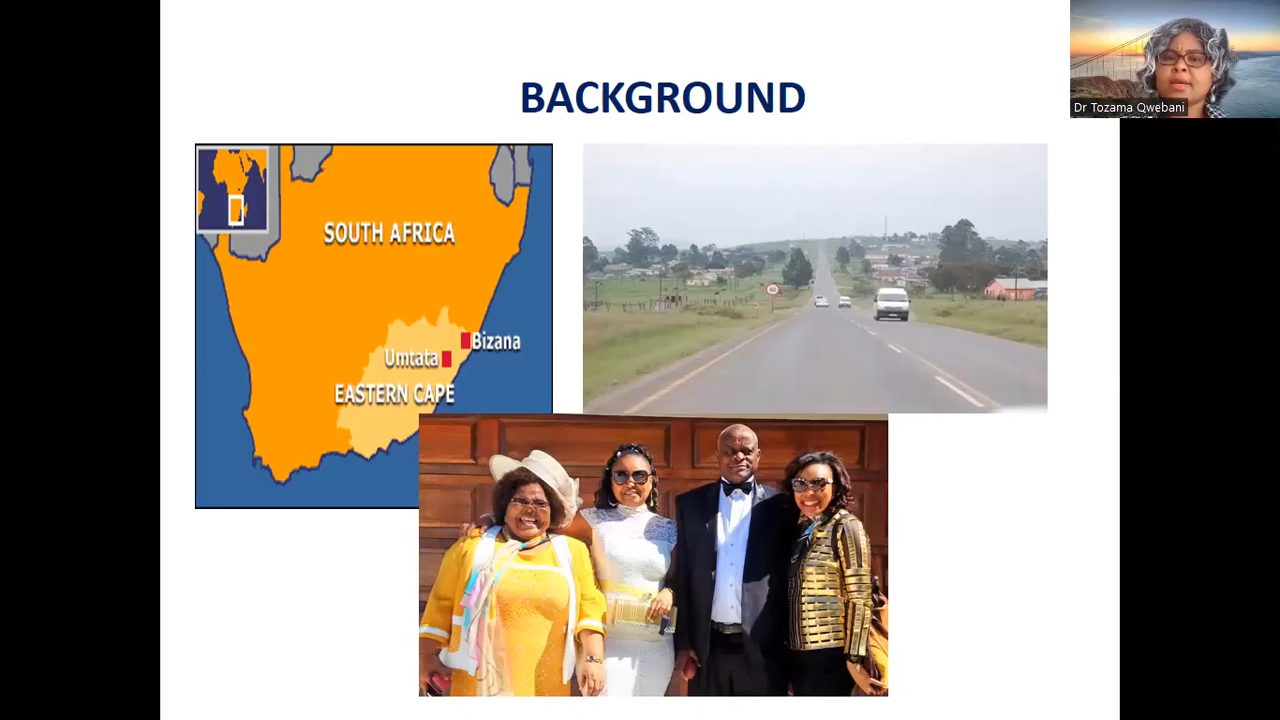 BACKGROUND
Dr Tozama Qwebani
SOUTH AFRICA
Bizana
Umtata
EASTERN CAPE